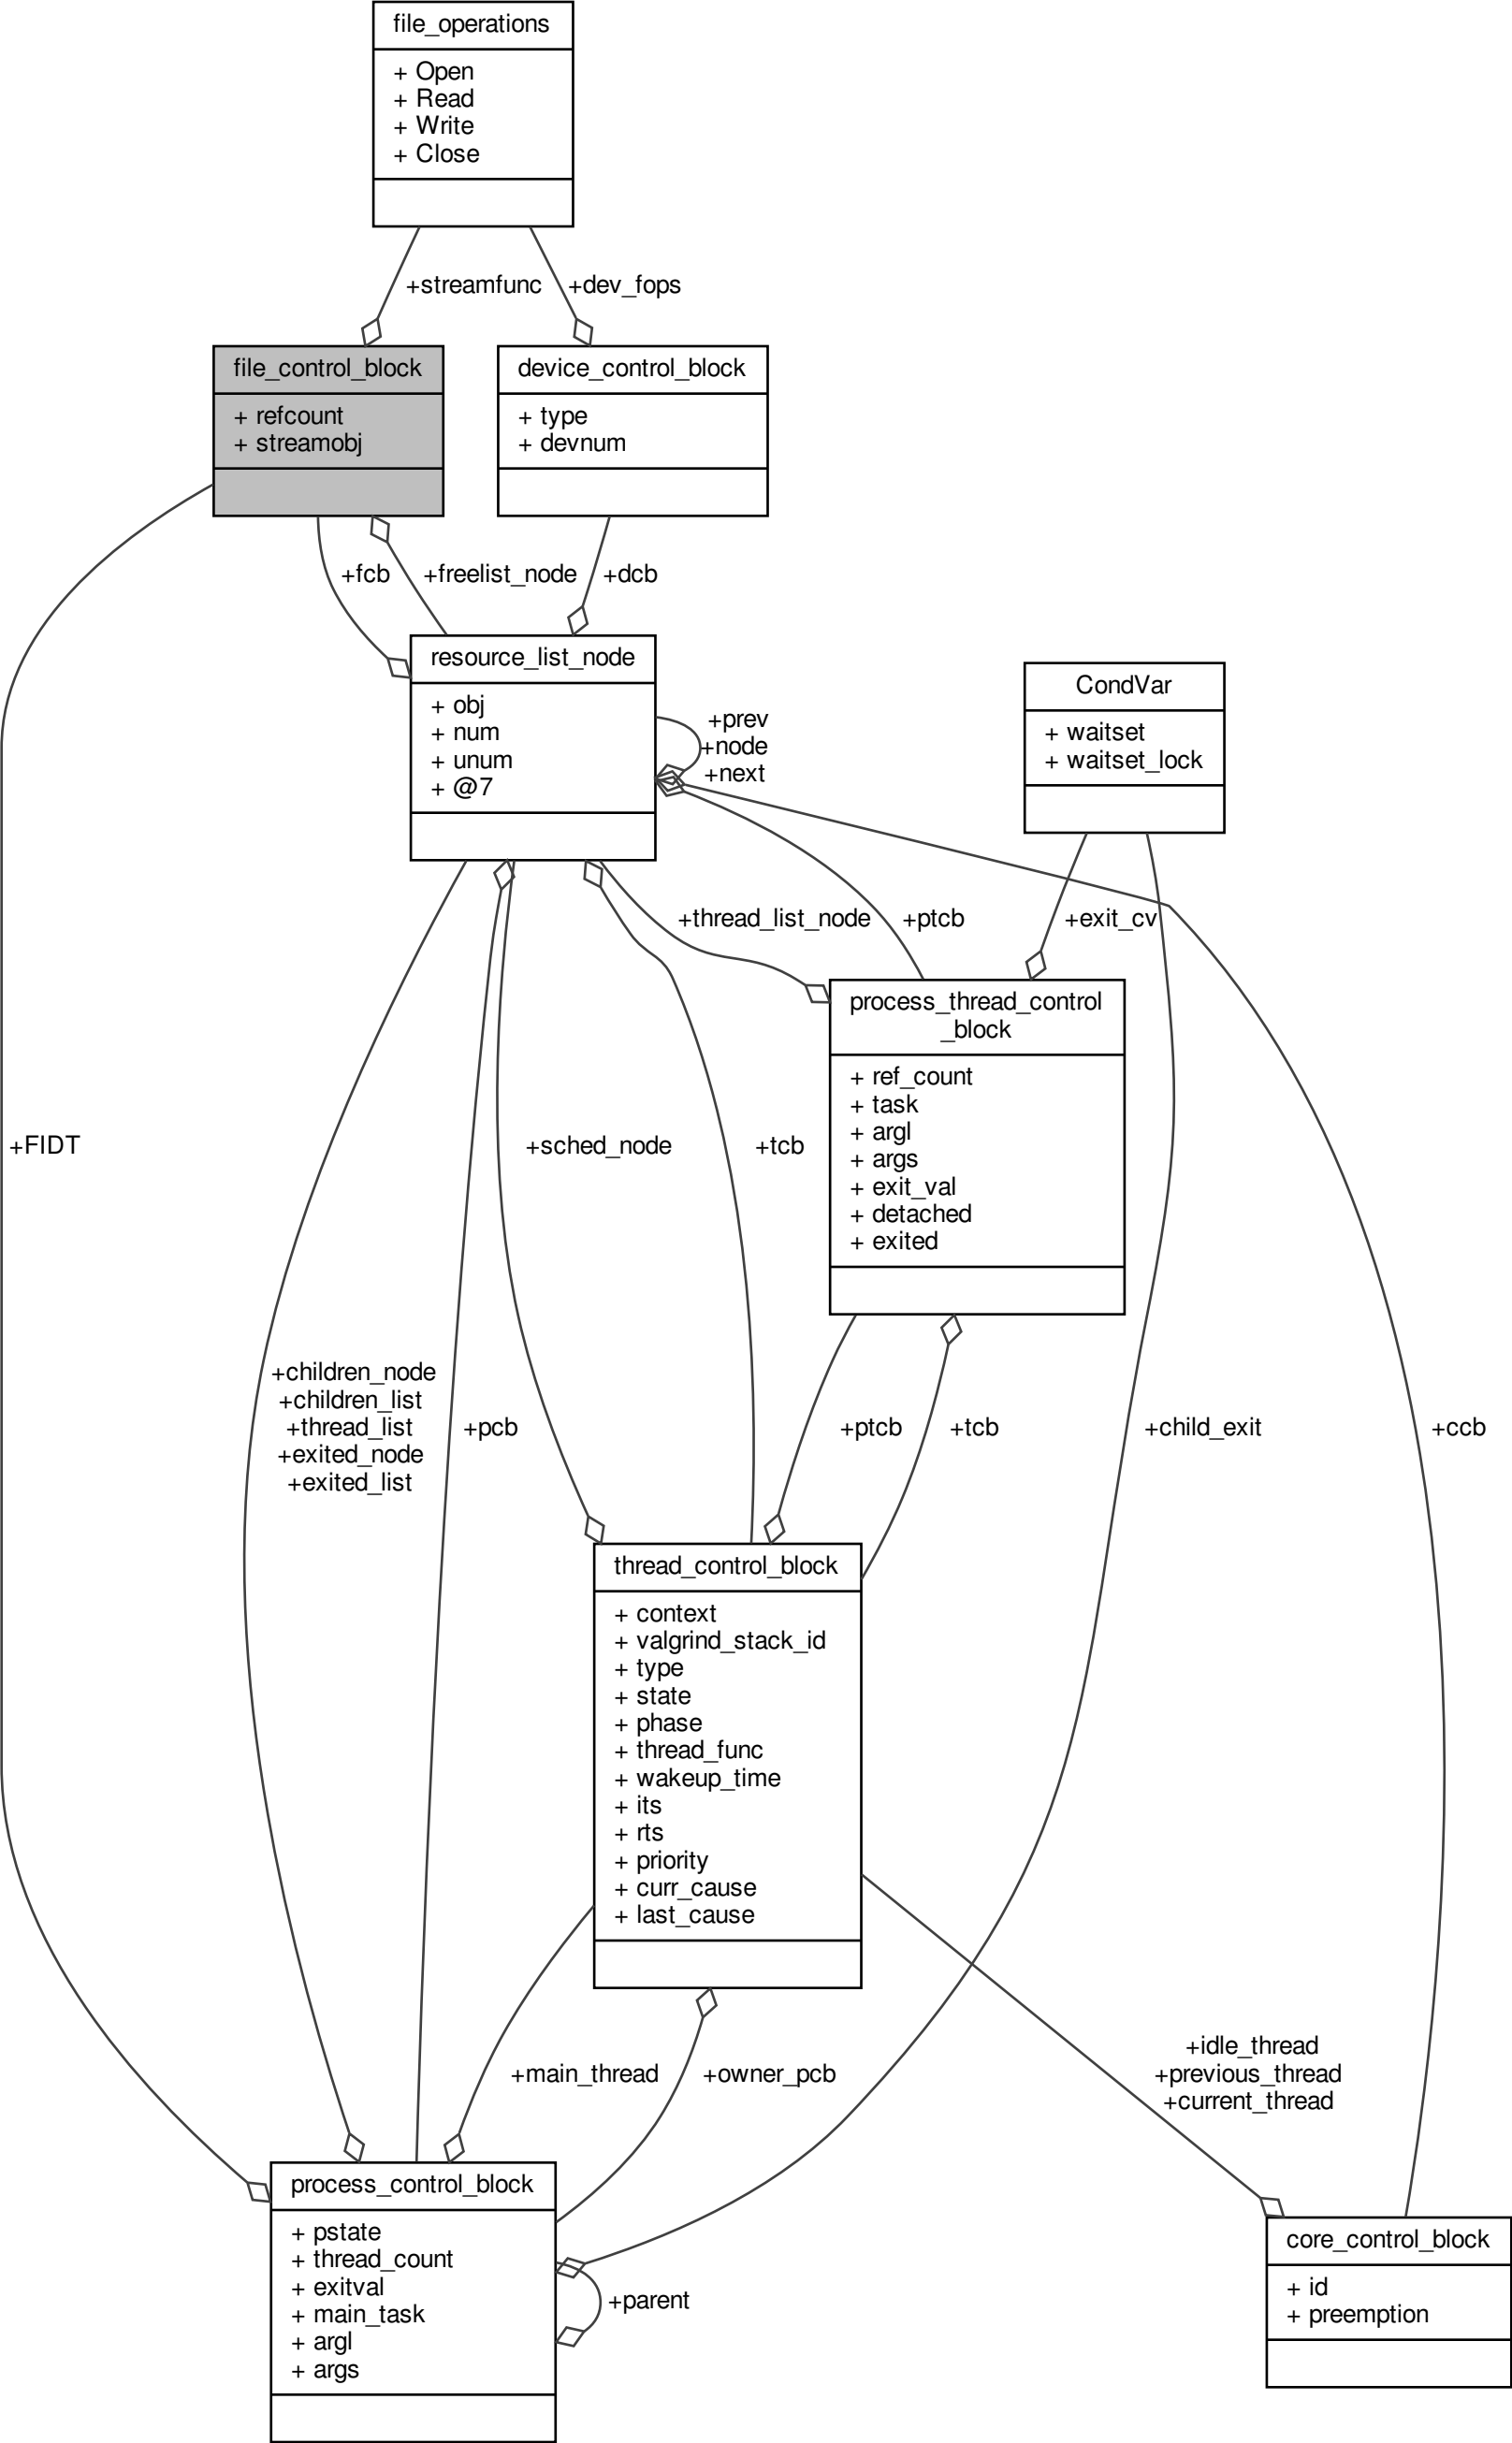 file_operations
+ Open
+ Read
+ Write
+ Close
+streamfunc
+dev_fops
file_control_block
+ refcount
+ streamobj
device_control_block
+ type
+ devnum
+fcb
+freelist_node
+dcb
resource_list_node
+ obj
+ num
+ unum
+ @7
+prev
+node
+next
CondVar
+ waitset
+ waitset_lock
+thread_list_node
+ptcb
+exit_cv
process_thread_control
_block
+ ref_count
+ task
+ argl
+ args
+ exit_val
+ detached
+ exited
+FIDT
+sched_node
+tcb
+children_node
+children_list
+thread_list
+exited_node
+exited_list
+pcb
+ptcb
+tcb
+child_exit
+ccb
thread_control_block
+ context
+ valgrind_stack_id
+ type
+ state
+ phase
+ thread_func
+ wakeup_time
+ its
+ rts
+ priority
+ curr_cause
+ last_cause
+main_thread
+owner_pcb
+idle_thread
+previous_thread
+current_thread
process_control_block
+ pstate
+ thread_count
+ exitval
+ main_task
+ argl
+ args
+parent
core_control_block
+ id
+ preemption